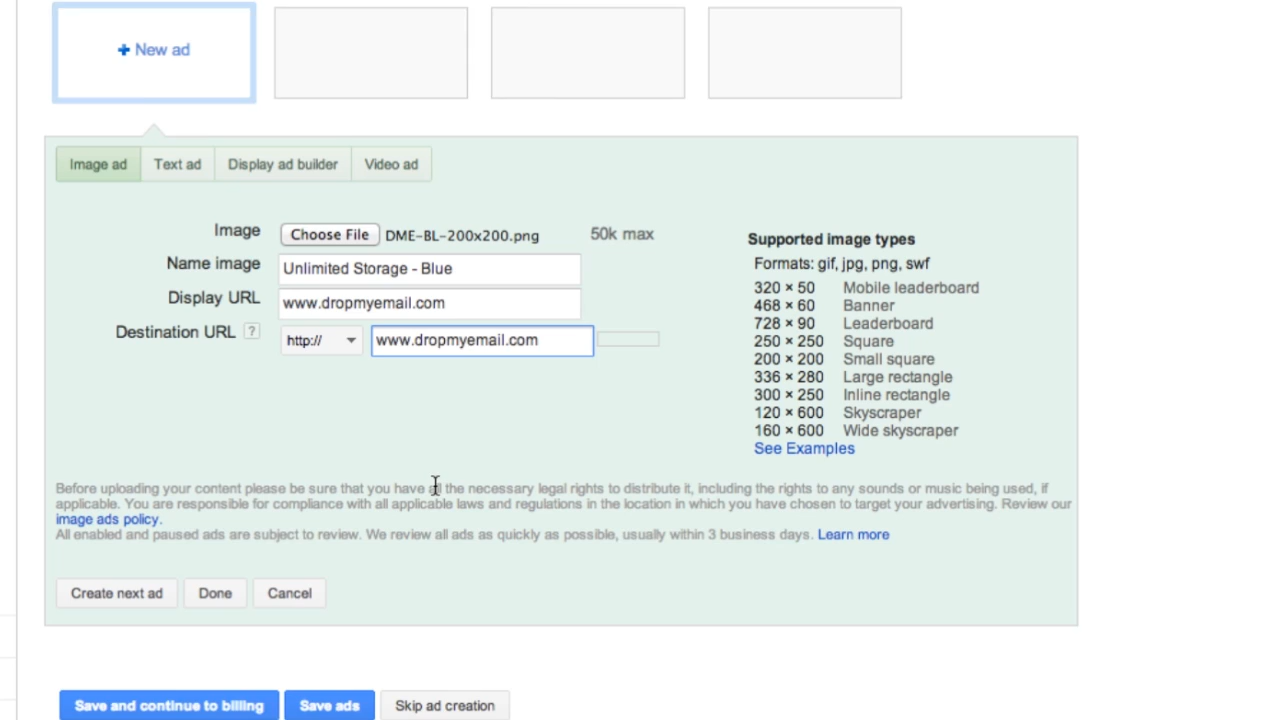 + New ad
Image ad
Text ad
Display ad builder
Video ad
Image
Choose File DME-BL-200x200.png
50k max
Name image
Unlimited Storage - Blue
Display URL
www.dropmyemail.com
Destination URL ?
http://
www.dropmyemail.com
Supported image types
Formats: gif, jpg, png, swf
320 × 50 Mobile leaderboard
468 × 60 Banner
728 × 90 Leaderboard
250 × 250 Square
200 × 200 Small square
336 × 280 Large rectangle
300 × 250 Inline rectangle
120 × 600 Skyscraper
160 × 600 Wide skyscraper
See Examples
Before uploading your content please be sure that you have all the necessary legal rights to distribute it, including the rights to any sounds or music being used, if
applicable. You are responsible for compliance with all applicable laws and regulations in the location in which you have chosen to target your advertising. Review our
image ads policy.
All enabled and paused ads are subject to review. We review all ads as quickly as possible, usually within 3 business days. Learn more
Create next ad
Done
Cancel
Save and continue to billing
Save ads
Skip ad creation